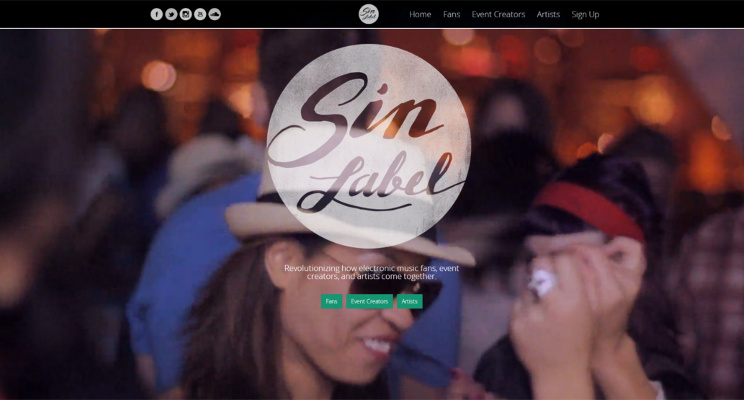 Sin Label
Home Fans Event Creators Artists Sign Up
Sin
Label
Revolutionizing how electronic music fans, event
creators, and artists come together.
Fans Event Creators Artists